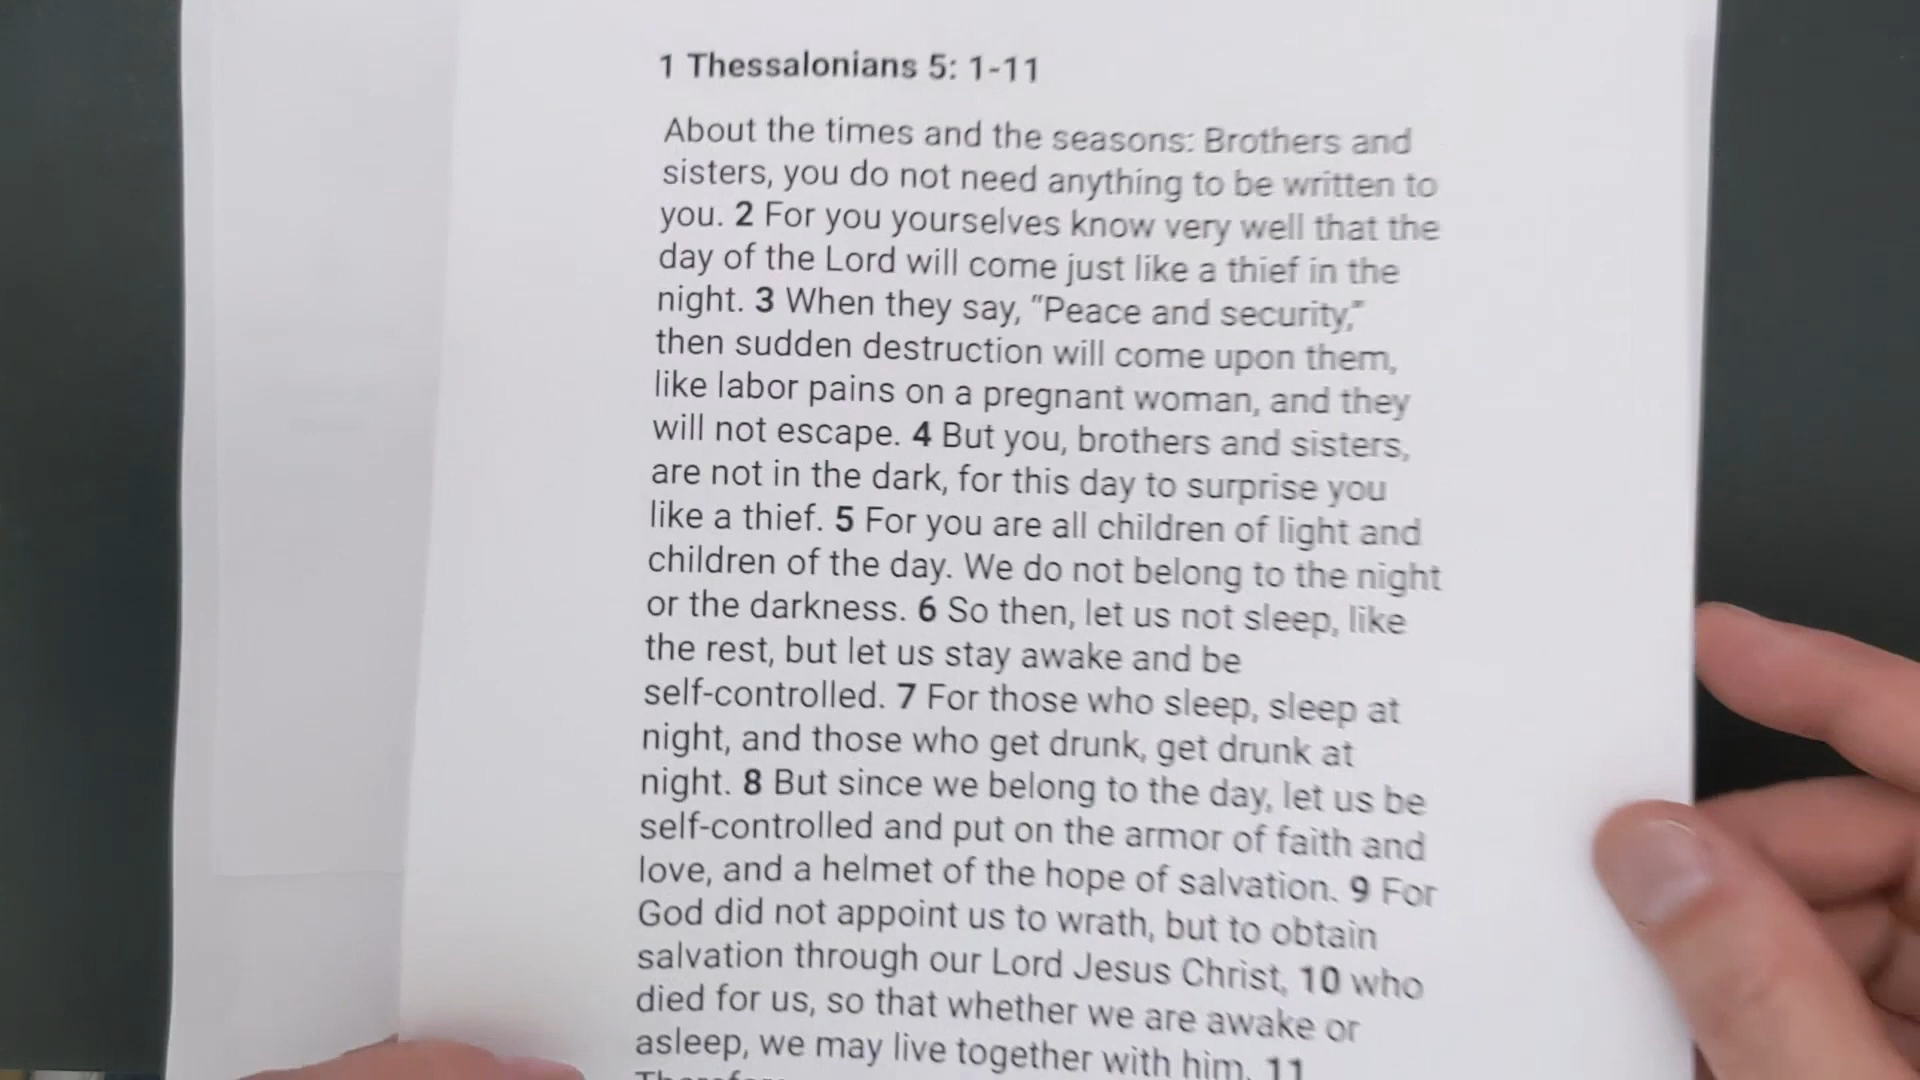 1 Thessalonians 5: 1-11
About the times and the seasons: Brothers and
sisters, you do not need anything to be written to
you. 2 For you yourselves know very well that the
day of the Lord will come just like a thief in the
night. 3 When they say, "Peace and security,"
then sudden destruction will come upon them,
like labor pains on a pregnant woman, and they
will not escape. 4 But you, brothers and sisters,
are not in the dark, for this day to surprise you
like a thief. 5 For you are all children of light and
children of the day. We do not belong to the night
or the darkness. 6 So then, let us not sleep, like
the rest, but let us stay awake and be
self-controlled. 7 For those who sleep, sleep at
night, and those who get drunk, get drunk at
night. 8 But since we belong to the day, let us be
self-controlled and put on the armor of faith and
love, and a helmet of the hope of salvation. 9 For
God did not appoint us to wrath, but to obtain
salvation through our Lord Jesus Christ, 10 who
died for us, so that whether we are awake or
asleep, we may live together with him. 11